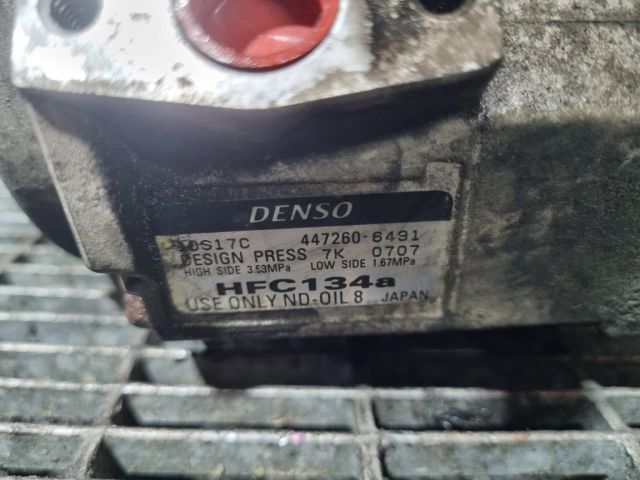 DENSO
10S17C 447260-6491
DESIGN PRESS 7K 0707
HIGH SIDE 3.53MPa LOW SIDE 1.67MPa
HFC134a
USE ONLY ND-OIL 8 JAPAN